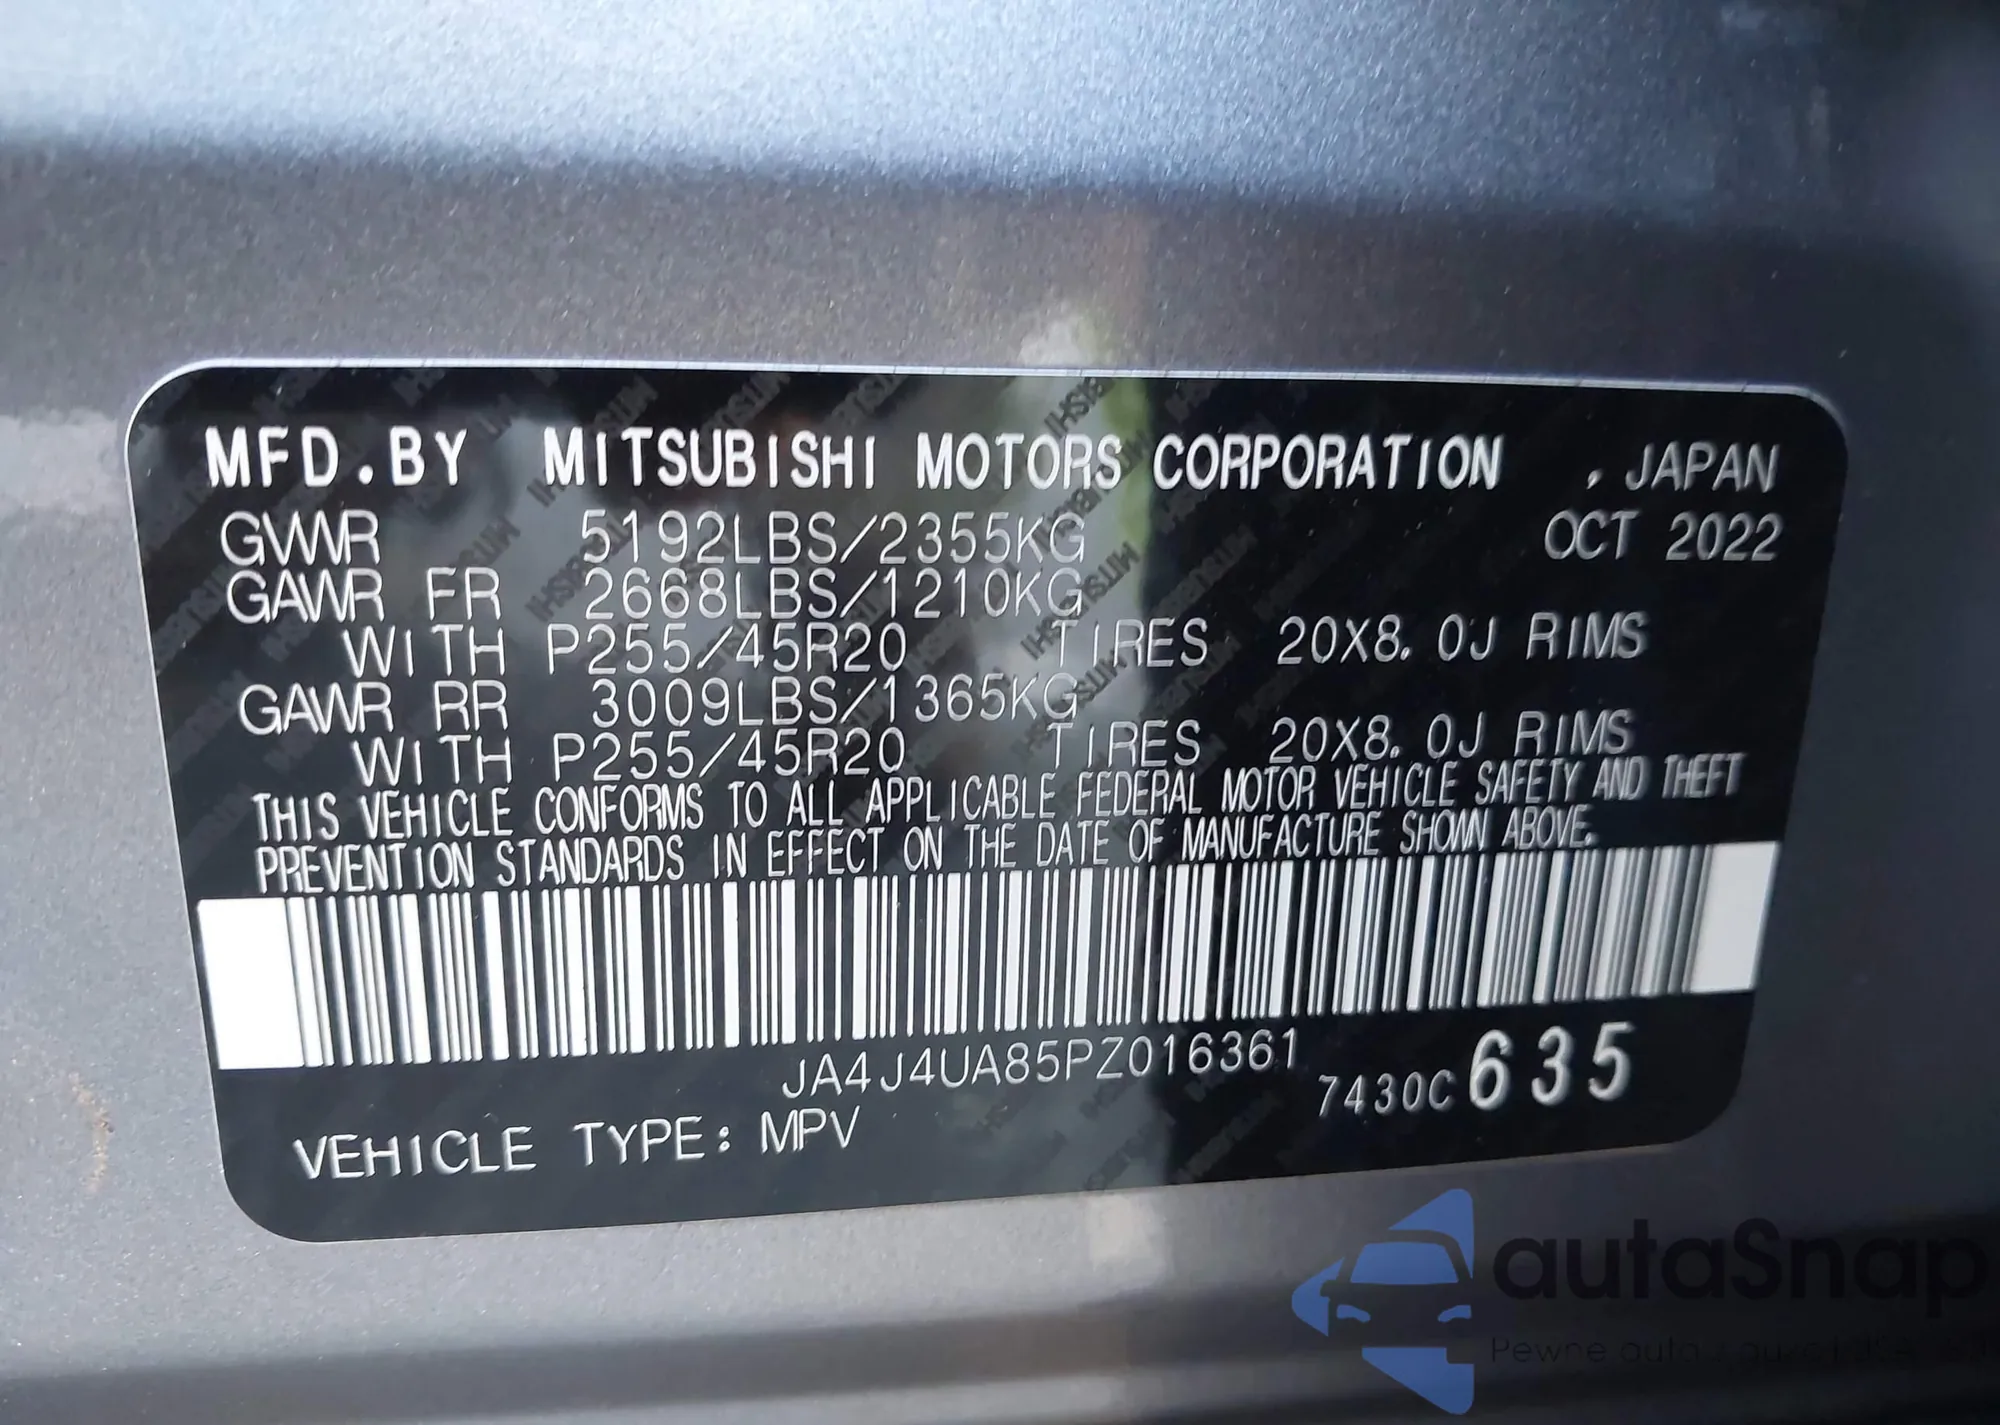 MFD.BY MITSUBISHI MOTORS CORPORATION , JAPAN
GVWR 5192LBS/2355KG OCT 2022
GAWR FR 2668LBS/1210KG
WITH P255/45R20 TIRES 20X8.0J RIMS
GAWR RR 3009LBS/1365KG
WITH P255/45R20 TIRES 20X8.0J RIMS
THIS VEHICLE CONFORMS TO ALL APPLICABLE FEDERAL MOTOR VEHICLE SAFETY AND THEFT
PREVENTION STANDARDS IN EFFECT ON THE DATE OF MANUFACTURE SHOWN ABOVE.
JA4J4UA85PZ016361
7430C 635
VEHICLE TYPE: MPV
autaSnap
Pewne auta